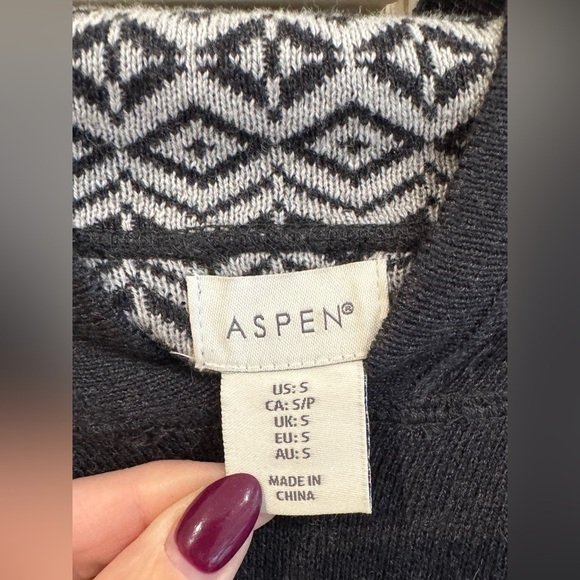 ASPEN®
US: S
CA: S/P
UK: S
EU: S
AU: S
MADE IN
CHINA